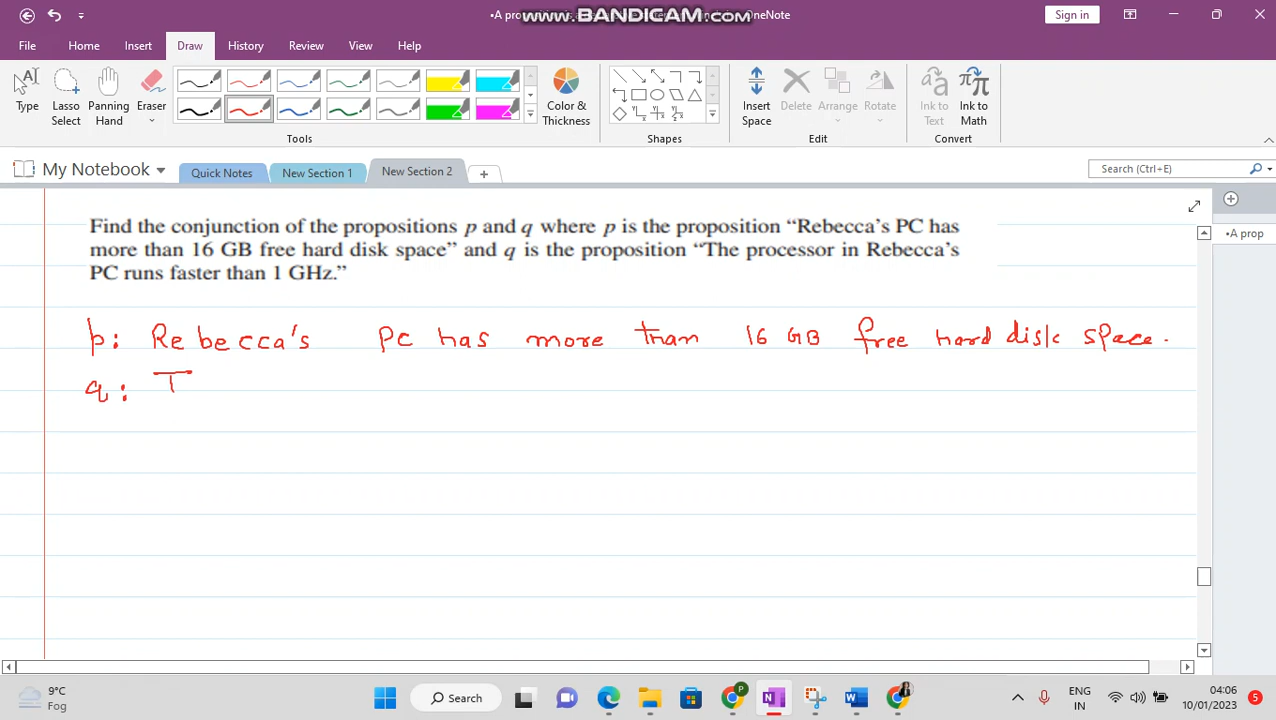 www.BANDICAM.com
•A prop
OneNote
Sign in
File Home Insert Draw History Review View Help
Type
Lasso Select
Panning Hand
Eraser
Color & Thickness
Insert Space
Delete
Arrange
Rotate
Ink to Text
Ink to Math
Tools
Shapes
Edit
Convert
My Notebook
Quick Notes
New Section 1
New Section 2
Search (Ctrl+E)
•A prop
Find the conjunction of the propositions p and q where p is the proposition “Rebecca’s PC has
more than 16 GB free hard disk space” and q is the proposition “The processor in Rebecca’s
PC runs faster than 1 GHz.”
p: Rebecca's PC has more than 16 GB free hard disk space.
q: T
9°C
Fog
Search
ENG
IN
04:06
10/01/2023
5